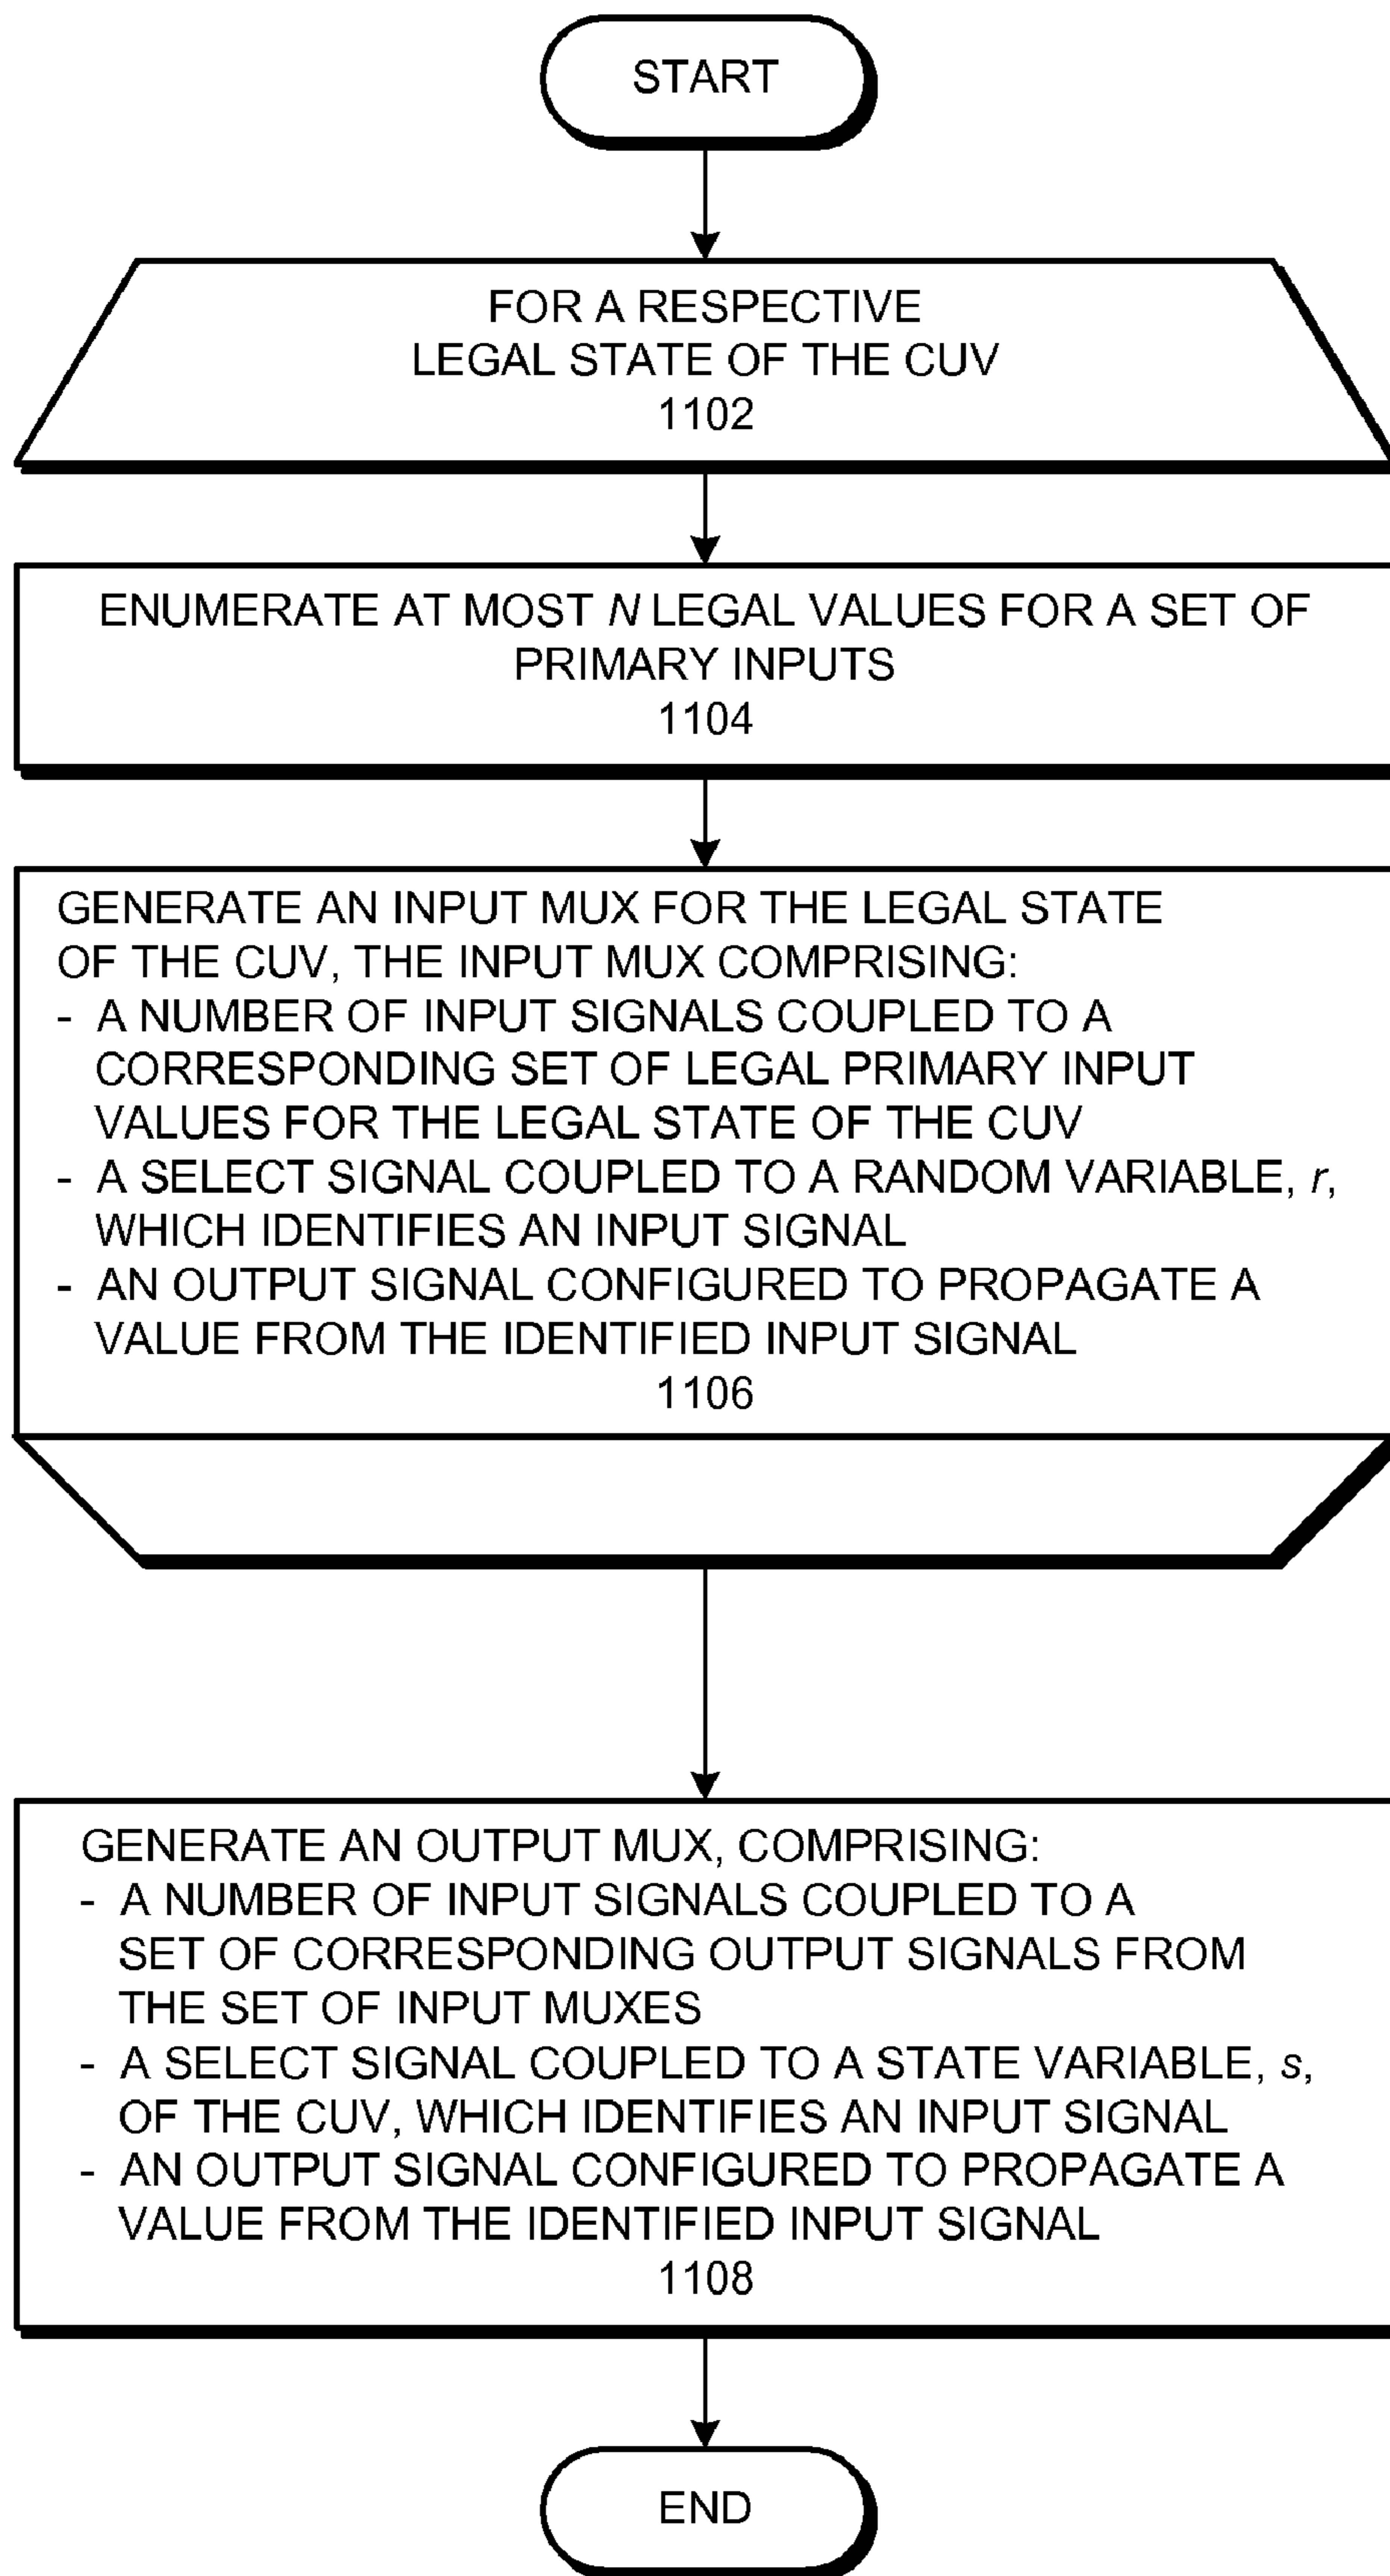 START
FOR A RESPECTIVE
LEGAL STATE OF THE CUV
1102
ENUMERATE AT MOST N LEGAL VALUES FOR A SET OF
PRIMARY INPUTS
1104
GENERATE AN INPUT MUX FOR THE LEGAL STATE
OF THE CUV, THE INPUT MUX COMPRISING:
- A NUMBER OF INPUT SIGNALS COUPLED TO A
CORRESPONDING SET OF LEGAL PRIMARY INPUT
VALUES FOR THE LEGAL STATE OF THE CUV
- A SELECT SIGNAL COUPLED TO A RANDOM VARIABLE, r,
WHICH IDENTIFIES AN INPUT SIGNAL
- AN OUTPUT SIGNAL CONFIGURED TO PROPAGATE A
VALUE FROM THE IDENTIFIED INPUT SIGNAL
1106
GENERATE AN OUTPUT MUX, COMPRISING:
- A NUMBER OF INPUT SIGNALS COUPLED TO A
SET OF CORRESPONDING OUTPUT SIGNALS FROM
THE SET OF INPUT MUXES
- A SELECT SIGNAL COUPLED TO A STATE VARIABLE, s,
OF THE CUV, WHICH IDENTIFIES AN INPUT SIGNAL
- AN OUTPUT SIGNAL CONFIGURED TO PROPAGATE A
VALUE FROM THE IDENTIFIED INPUT SIGNAL
1108
END